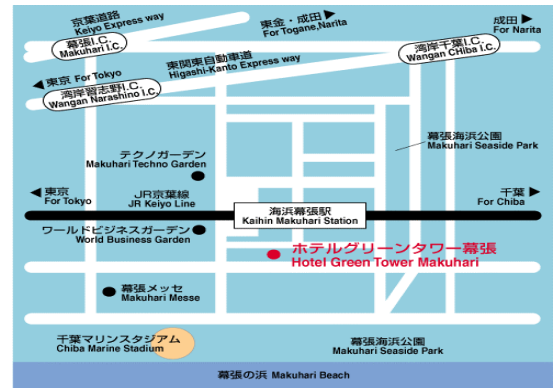 京葉道路
Keiyo Express way
幕張I.C.
Makuhari I.C.
東金・成田
For Togane,Narita
成田
For Narita
湾岸千葉I.C.
Wangan CHiba I.C.
東関東自動車道
Higashi-Kanto Express way
東京 For Tokyo
湾岸習志野I.C.
Wangan Narashino I.C.
幕張海浜公園
Makuhari Seaside Park
テクノガーデン
Makuhari Techno Garden
東京
For Tokyo
JR京葉線
JR Keiyo Line
海浜幕張駅
Kaihin Makuhari Station
千葉
For Chiba
ワールドビジネスガーデン
World Business Garden
ホテルグリーンタワー幕張
Hotel Green Tower Makuhari
幕張メッセ
Makuhari Messe
千葉マリンスタジアム
Chiba Marine Stadium
幕張海浜公園
Makuhari Seaside Park
幕張の浜 Makuhari Beach